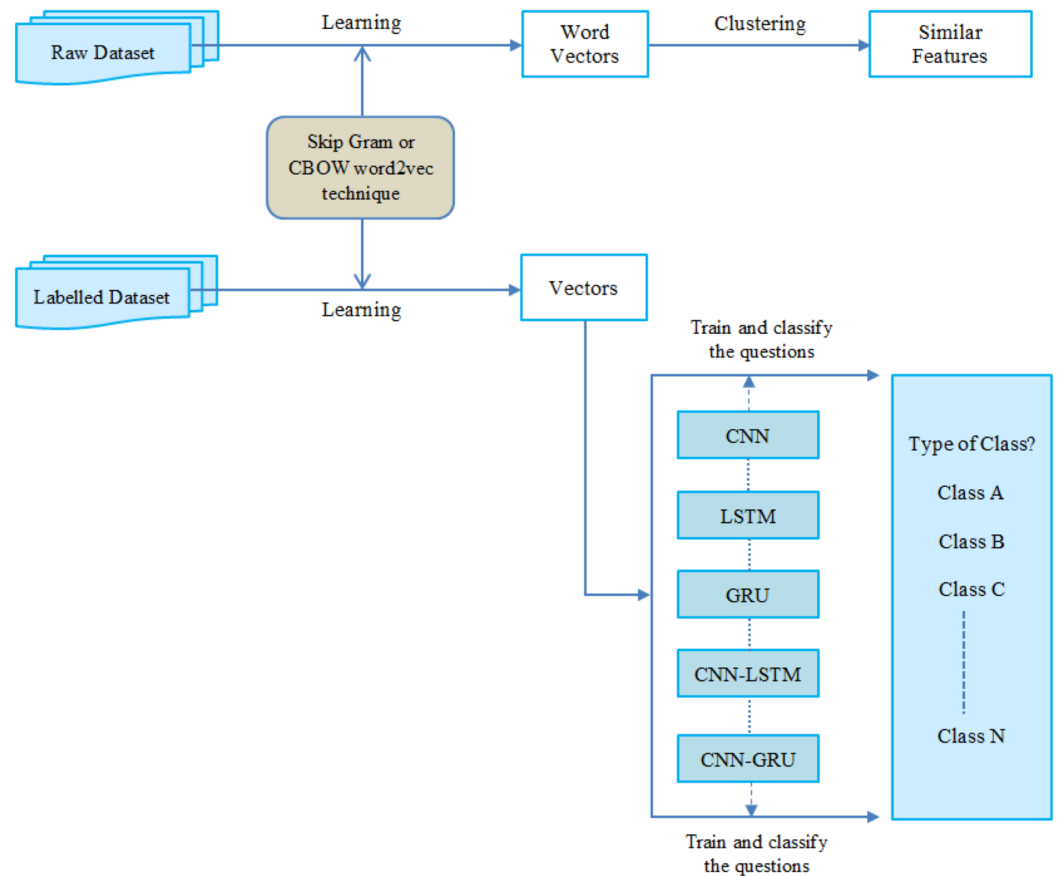 Learning
Clustering
Raw Dataset
Word
Vectors
Similar
Features
Skip Gram or
CBOW word2vec
technique
Labelled Dataset
Learning
Vectors
Train and classify
the questions
CNN
LSTM
GRU
CNN-LSTM
CNN-GRU
Type of Class?
Class A
Class B
Class C
Class N
Train and classify
the questions